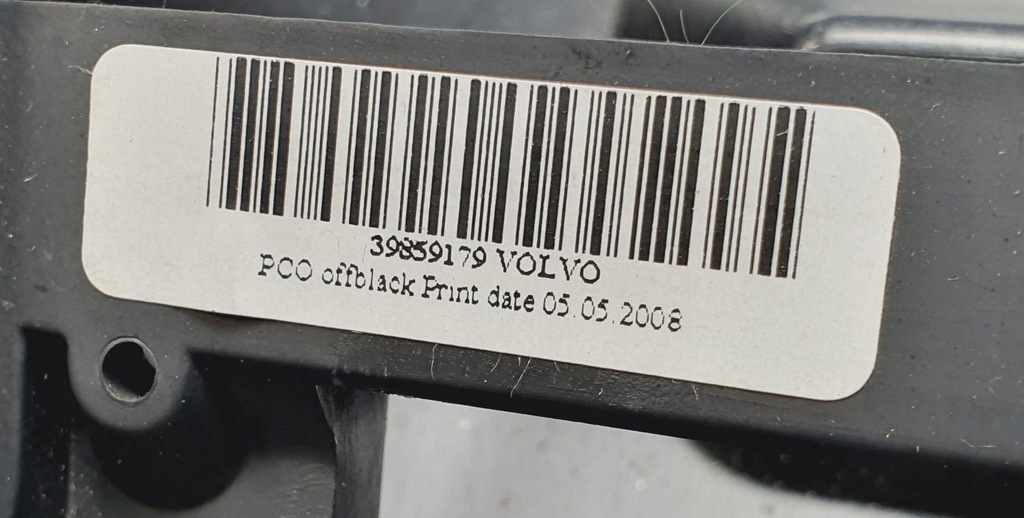 39859179 VOLVO
PCO offblack Print date 05.05.2008